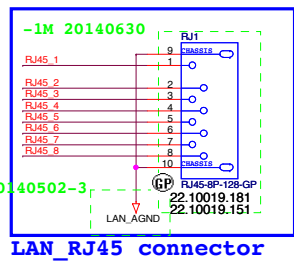 -1M 20140630
RJ1
9 CHASSIS
RJ45_1 1
RJ45_2 2
RJ45_3 3
RJ45_4 4
RJ45_5 5
RJ45_6 6
RJ45_7 7
RJ45_8 8
10 CHASSIS
GP RJ45-8P-128-GP
0140502-3
22.10019.181
22.10019.151
LAN_AGND
LAN_RJ45 connector